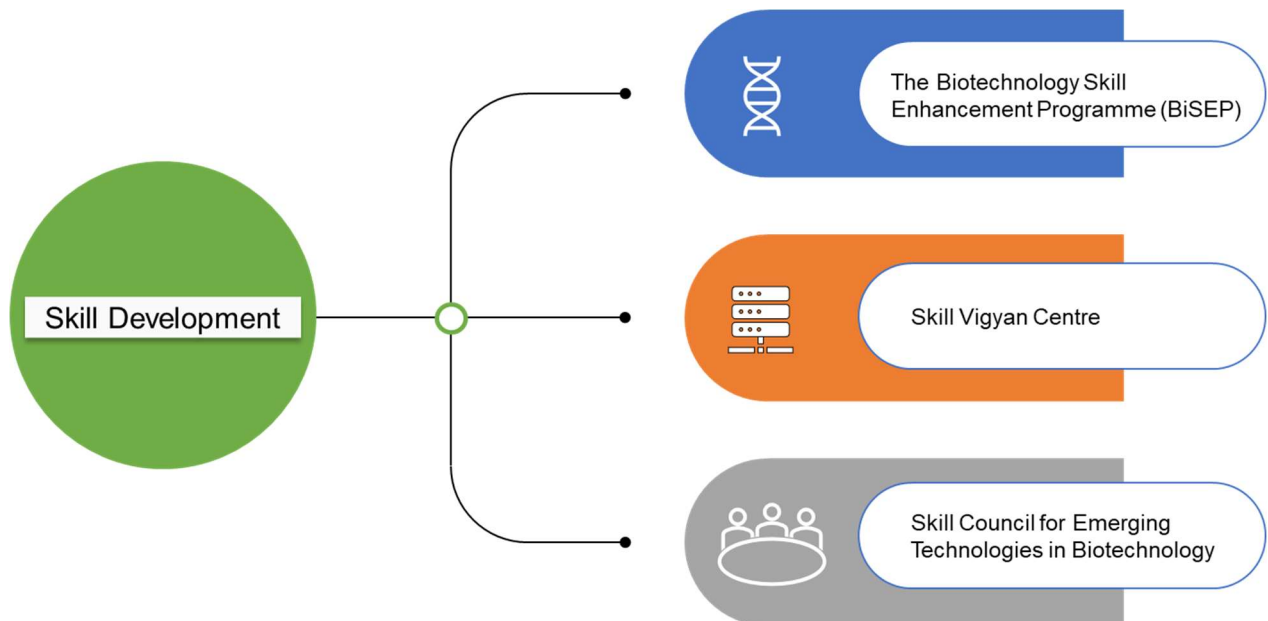 Skill Development
The Biotechnology Skill
Enhancement Programme (BiSEP)
Skill Vigyan Centre
Skill Council for Emerging
Technologies in Biotechnology